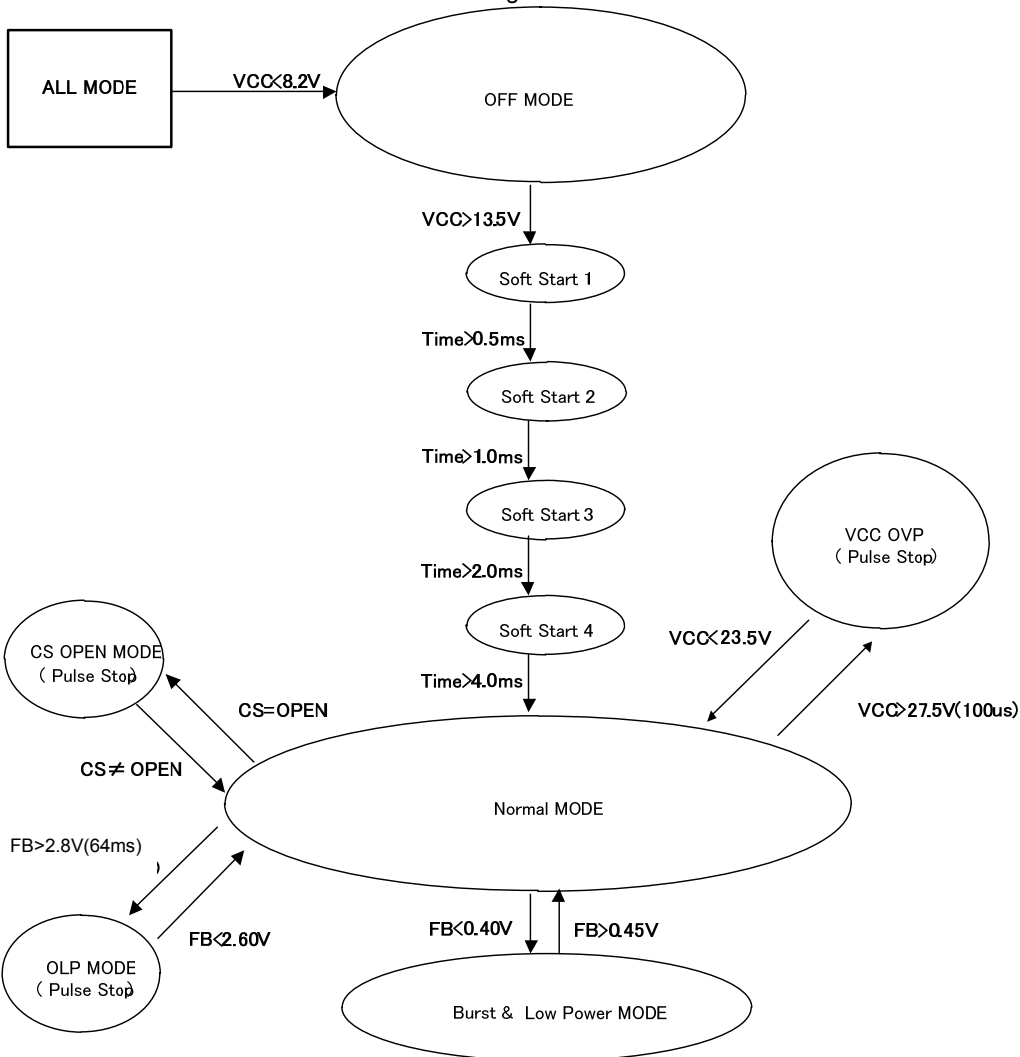 ALL MODE
VCC<8.2V
OFF MODE
VCC>13.5V
Soft Start 1
Time>0.5ms
Soft Start 2
Time>1.0ms
Soft Start 3
Time>2.0ms
Soft Start 4
Time>4.0ms
VCC OVP
( Pulse Stop)
VCC<23.5V
VCC>27.5V(100us)
CS OPEN MODE
( Pulse Stop)
CS=OPEN
CS≠ OPEN
Normal MODE
FB>2.8V(64ms)
)
FB<2.60V
OLP MODE
( Pulse Stop)
FB<0.40V
FB>0.45V
Burst & Low Power MODE